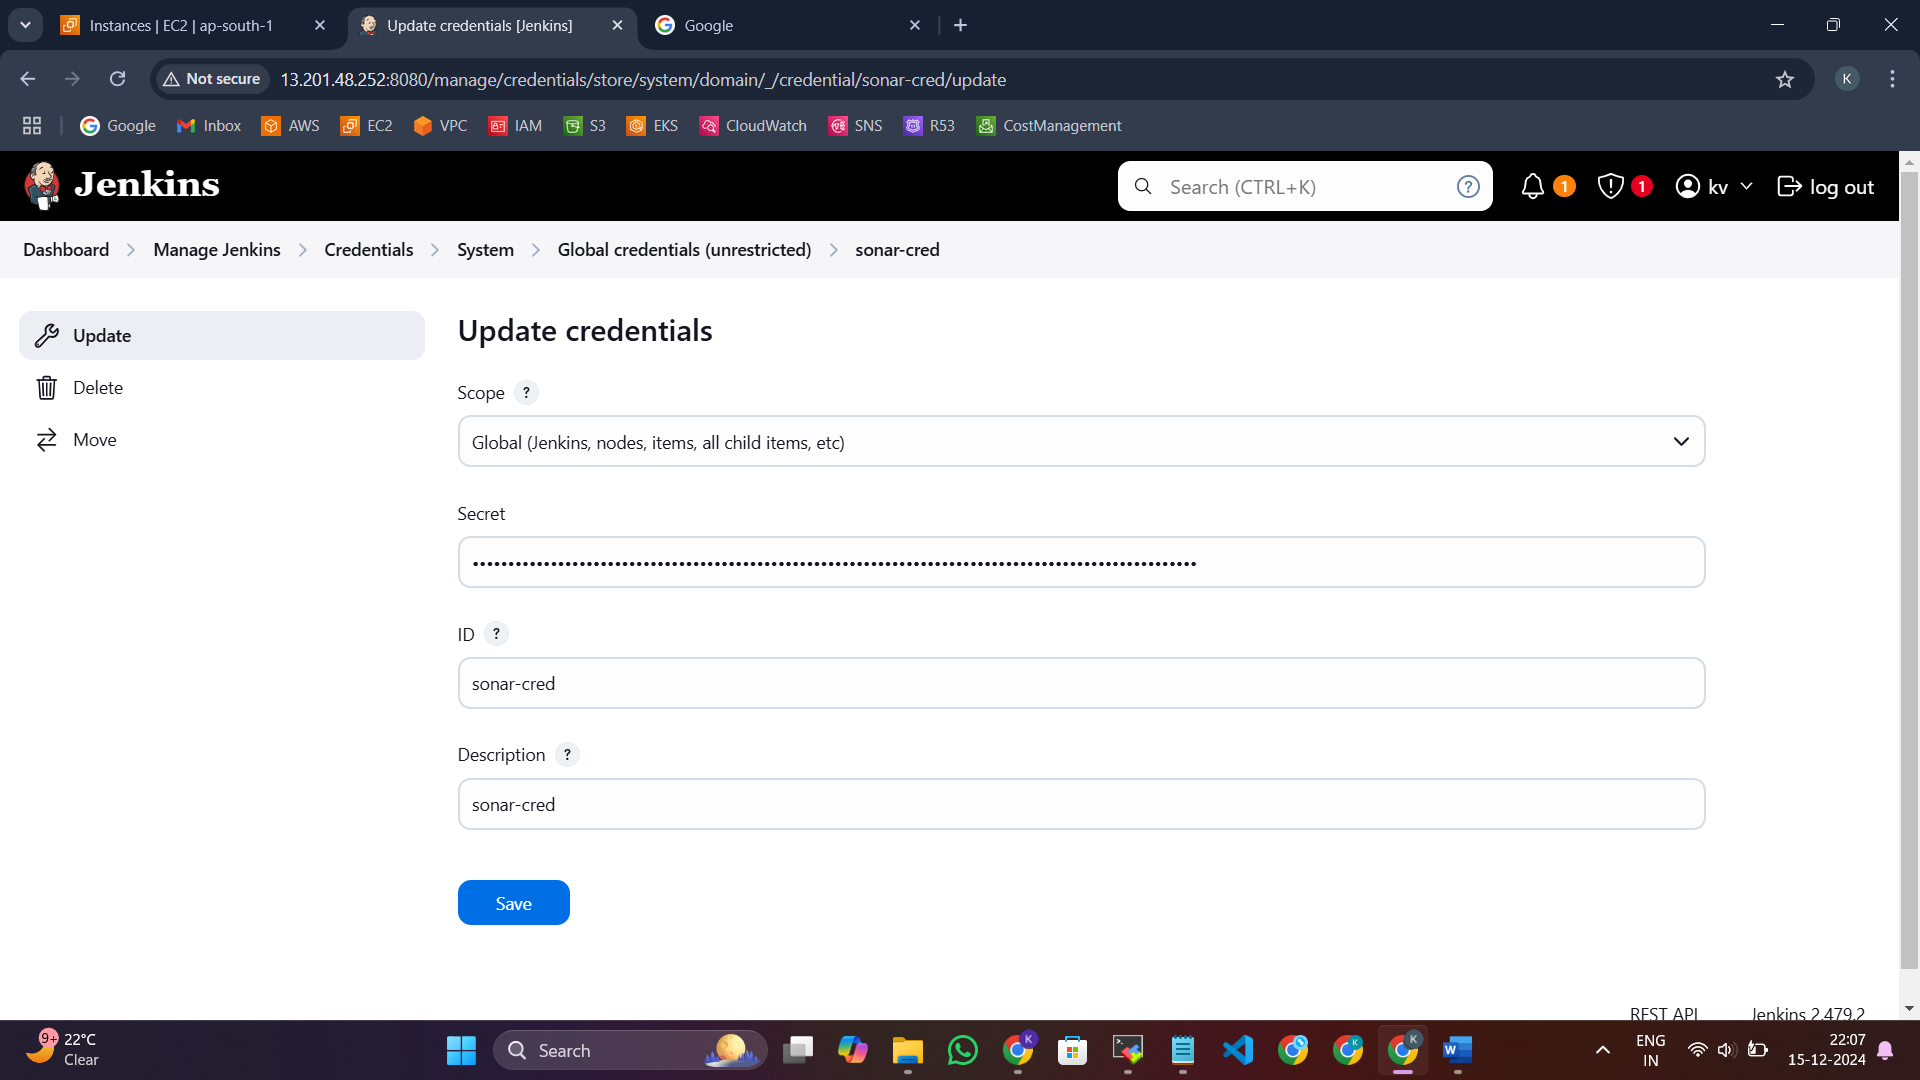 Instances | EC2 | ap-south-1
Update credentials [Jenkins]
Google
Not secure
13.201.48.252:8080/manage/credentials/store/system/domain/_/credential/sonar-cred/update
K
Google
Inbox
AWS
EC2
VPC
IAM
S3
EKS
CloudWatch
SNS
R53
CostManagement
Jenkins
Search (CTRL+K)
?
1
1
kv
log out
Dashboard
Manage Jenkins
Credentials
System
Global credentials (unrestricted)
sonar-cred
Update
Delete
Move
Update credentials
Scope ?
Global (Jenkins, nodes, items, all child items, etc)
Secret
ID ?
sonar-cred
Description ?
sonar-cred
Save
REST API
Jenkins 2.479.2
9+
22°C
Clear
Search
ENG
IN
22:07
15-12-2024